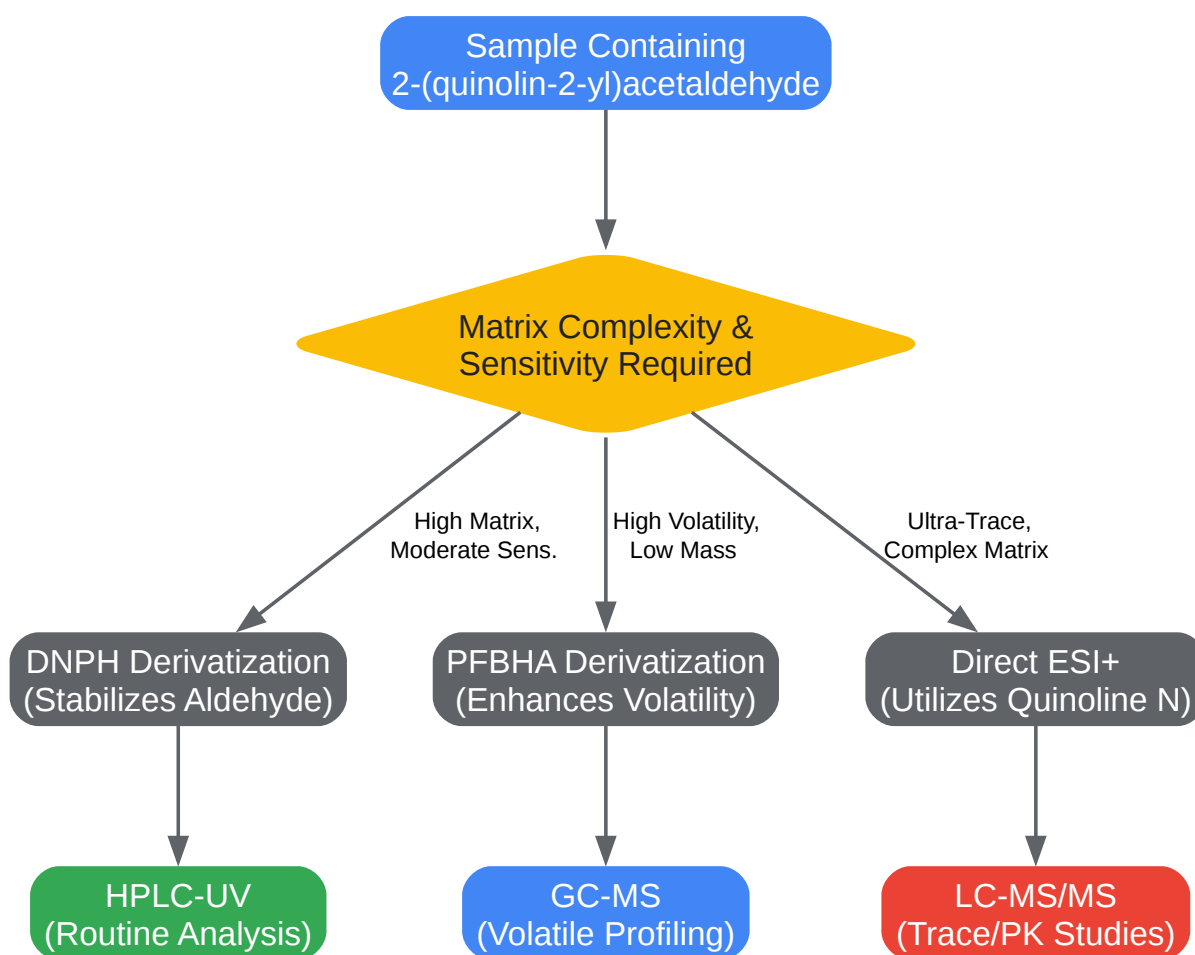 Sample Containing
2-(quinolin-2-yl)acetaldehyde
Matrix Complexity &
Sensitivity Required
High Matrix,
Moderate Sens.
High Volatility,
Low Mass
Ultra-Trace,
Complex Matrix
DNPH Derivatization
(Stabilizes Aldehyde)
PFBHA Derivatization
(Enhances Volatility)
Direct ESI+
(Utilizes Quinoline N)
HPLC-UV
(Routine Analysis)
GC-MS
(Volatile Profiling)
LC-MS/MS
(Trace/PK Studies)